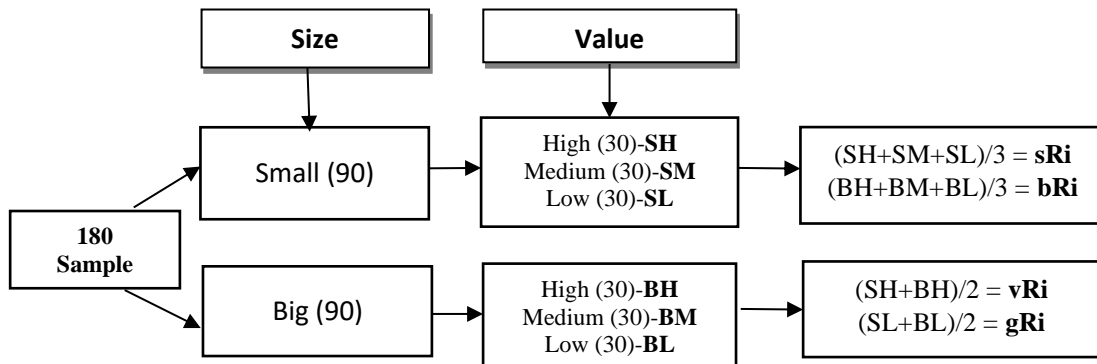 Size
Value
Small (90)
High (30)-SH
Medium (30)-SM
Low (30)-SL
(SH+SM+SL)/3 = sRi
(BH+BM+BL)/3 = bRi
180
Sample
Big (90)
High (30)-BH
Medium (30)-BM
Low (30)-BL
(SH+BH)/2 = vRi
(SL+BL)/2 = gRi